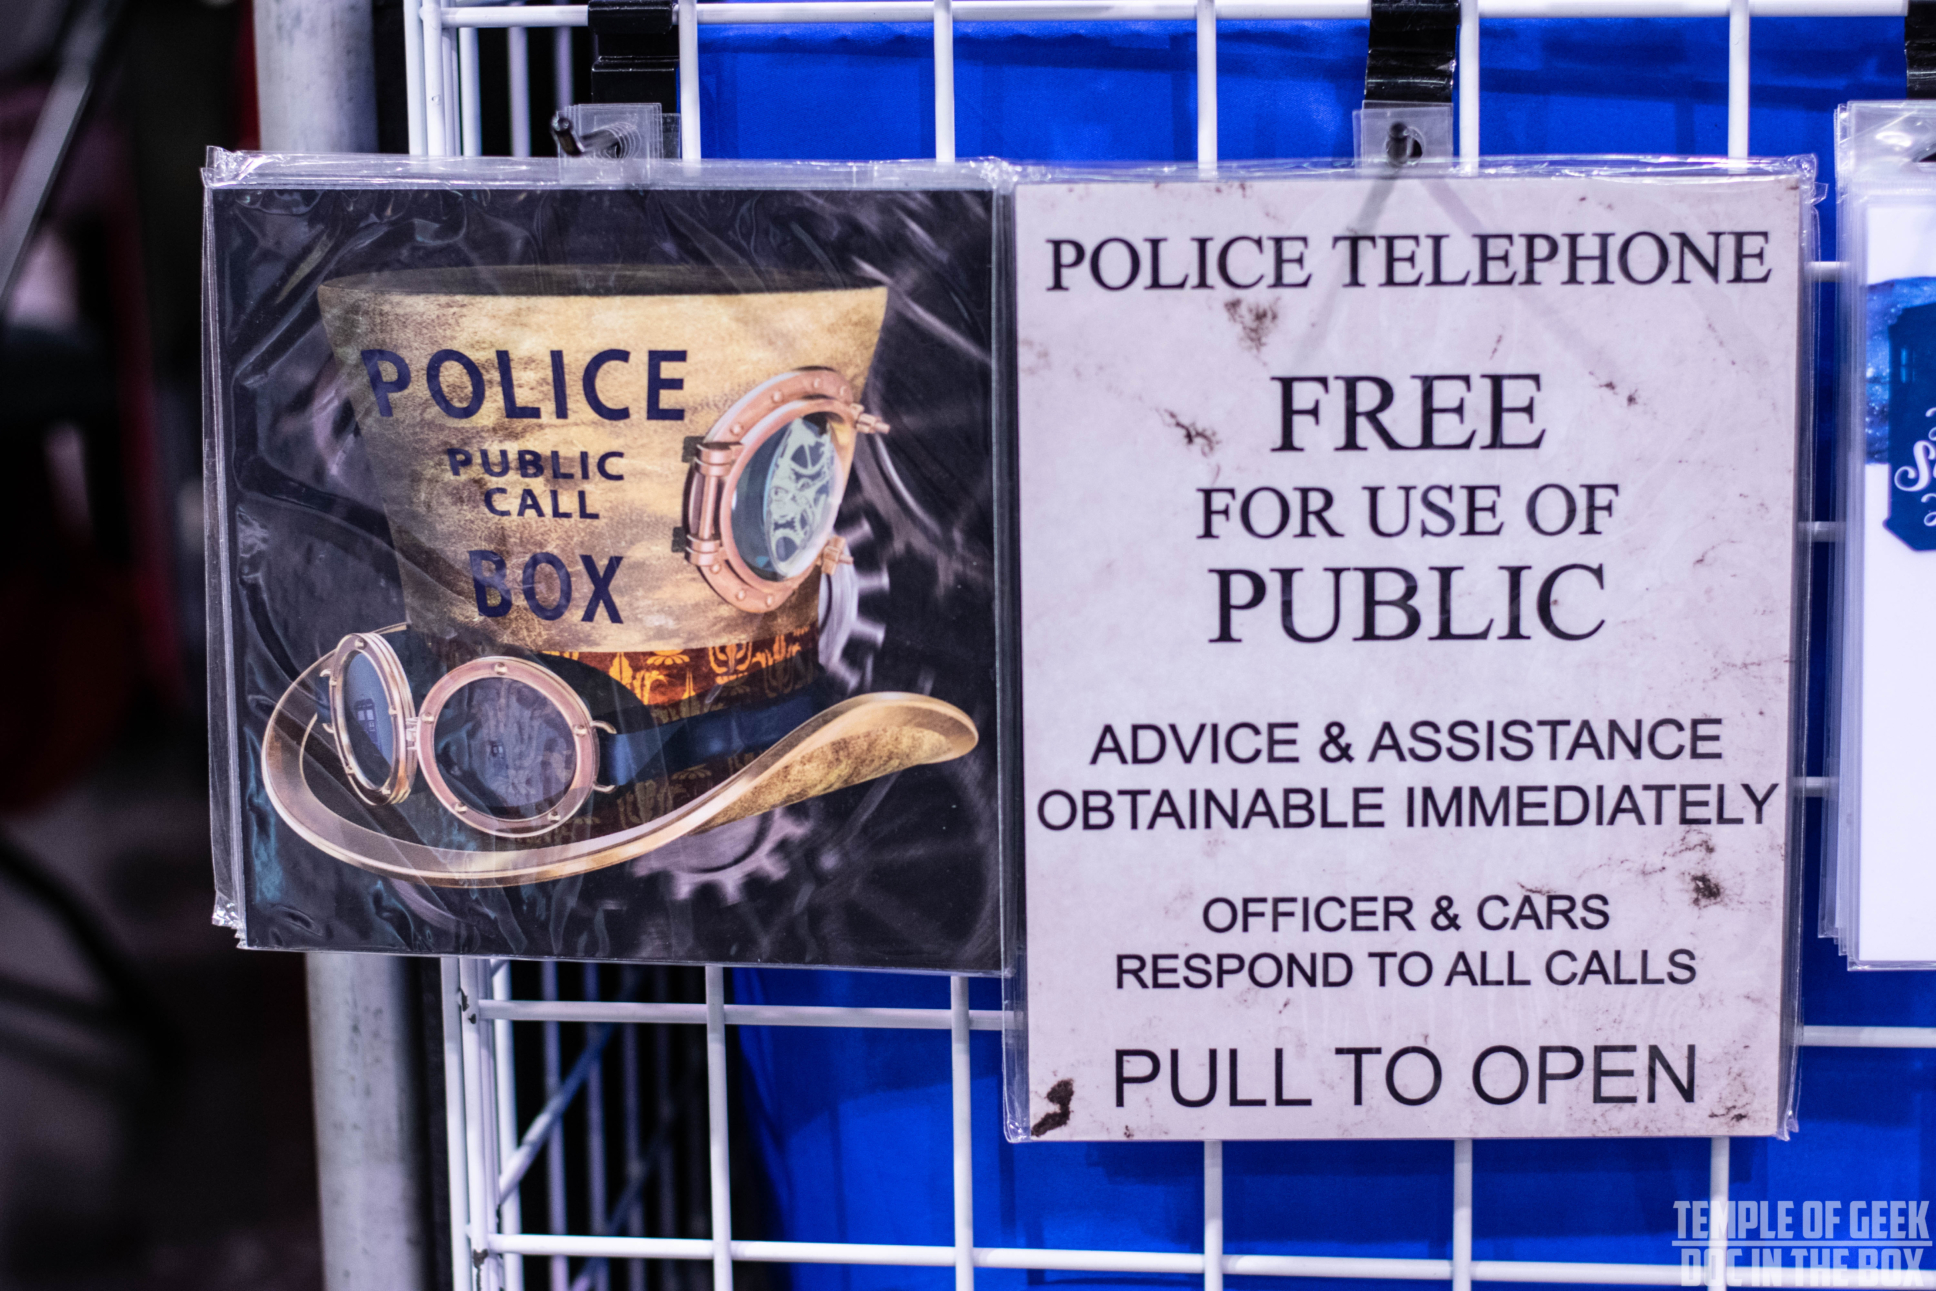 POLICE
PUBLIC
CALL
BOX
POLICE TELEPHONE
FREE
FOR USE OF
PUBLIC
ADVICE & ASSISTANCE
OBTAINABLE IMMEDIATELY
OFFICER & CARS
RESPOND TO ALL CALLS
PULL TO OPEN
TEMPLE OF GEEK
DOC IN THE BOX